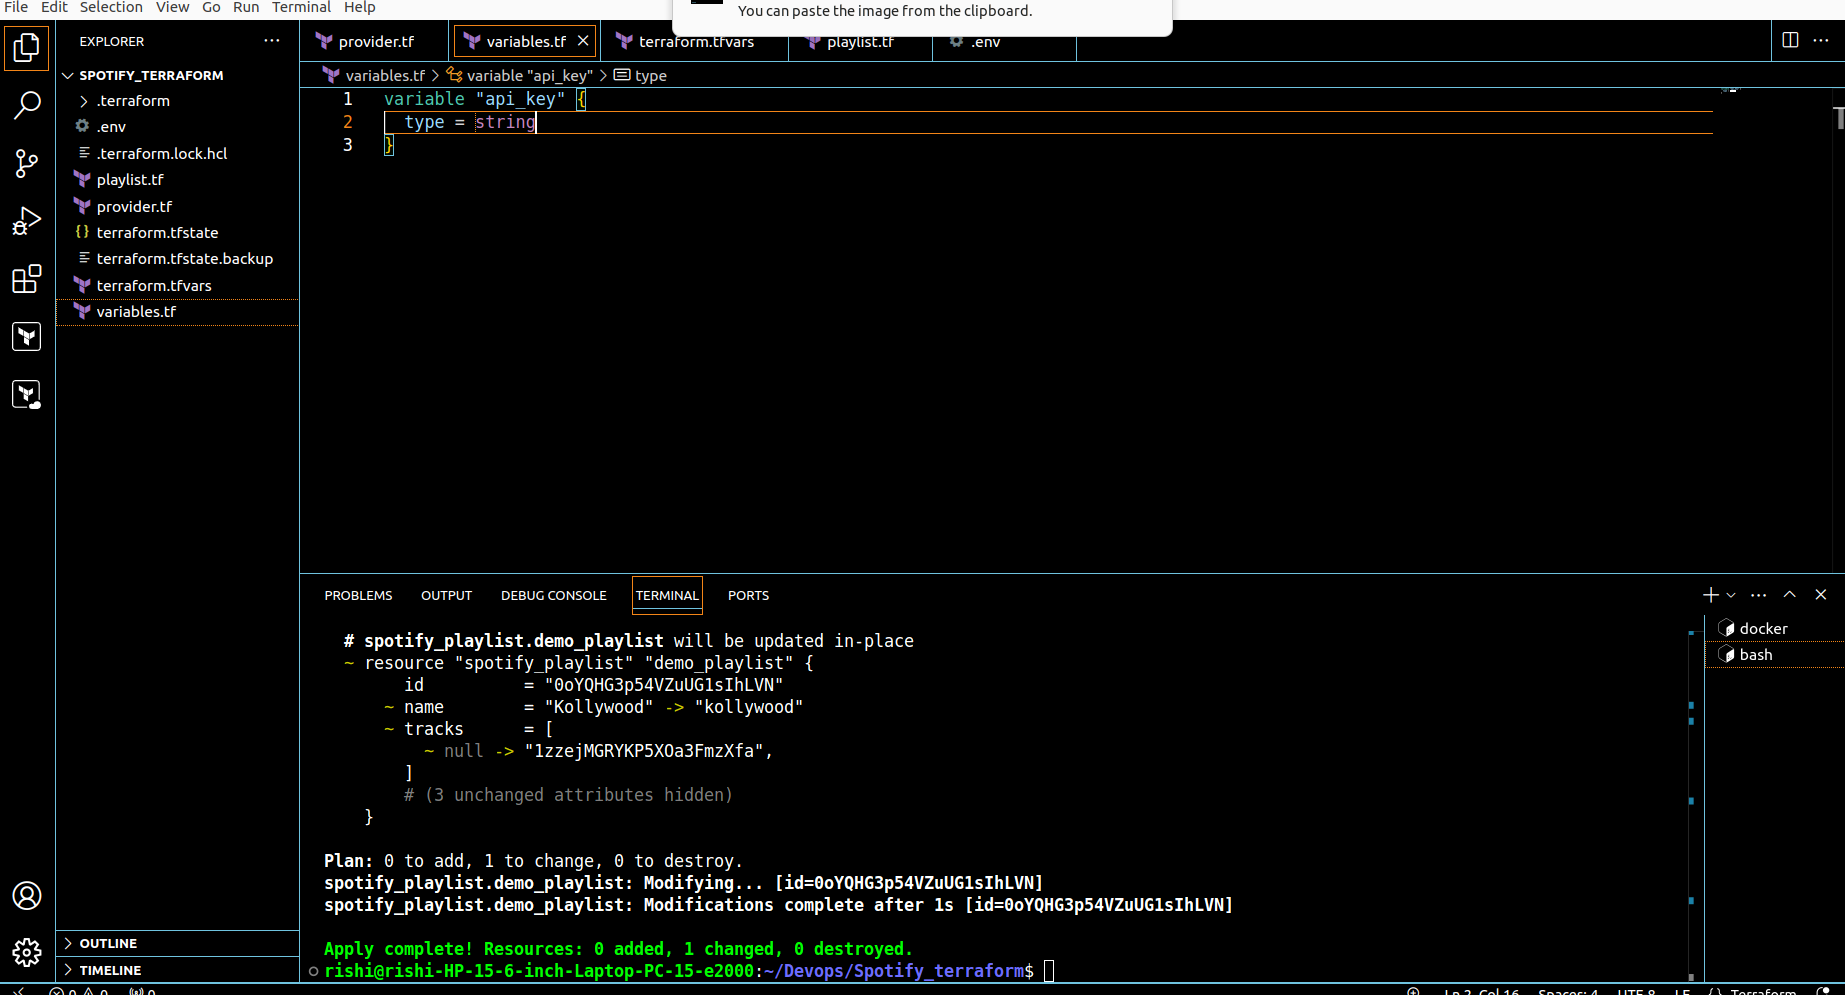 File Edit Selection View Go Run Terminal Help
You can paste the image from the clipboard.
EXPLORER
provider.tf
variables.tf
terraform.tfvars
playlist.tf
.env
SPOTIFY_TERRAFORM
.terraform
.env
.terraform.lock.hcl
playlist.tf
provider.tf
terraform.tfstate
terraform.tfstate.backup
terraform.tfvars
variables.tf
OUTLINE
TIMELINE
variables.tf > variable "api_key" > type
1 variable "api_key" {
2 type = string
3 }
PROBLEMS OUTPUT DEBUG CONSOLE TERMINAL PORTS
docker
bash
# spotify_playlist.demo_playlist will be updated in-place
~ resource "spotify_playlist" "demo_playlist" {
id = "0oYQHG3p54VZuUG1sIhLVN"
~ name = "Kollywood" -> "kollywood"
~ tracks = [
~ null -> "1zzejMGRYKP5XOa3FmzXfa",
]
# (3 unchanged attributes hidden)
}
Plan: 0 to add, 1 to change, 0 to destroy.
spotify_playlist.demo_playlist: Modifying... [id=0oYQHG3p54VZuUG1sIhLVN]
spotify_playlist.demo_playlist: Modifications complete after 1s [id=0oYQHG3p54VZuUG1sIhLVN]
Apply complete! Resources: 0 added, 1 changed, 0 destroyed.
rishi@rishi-HP-15-6-inch-Laptop-PC-15-e2000:~/Devops/Spotify_terraform$
0 0 0 Ln 2, Col 16 Spaces: 4 UTF-8 LF {} Terraform